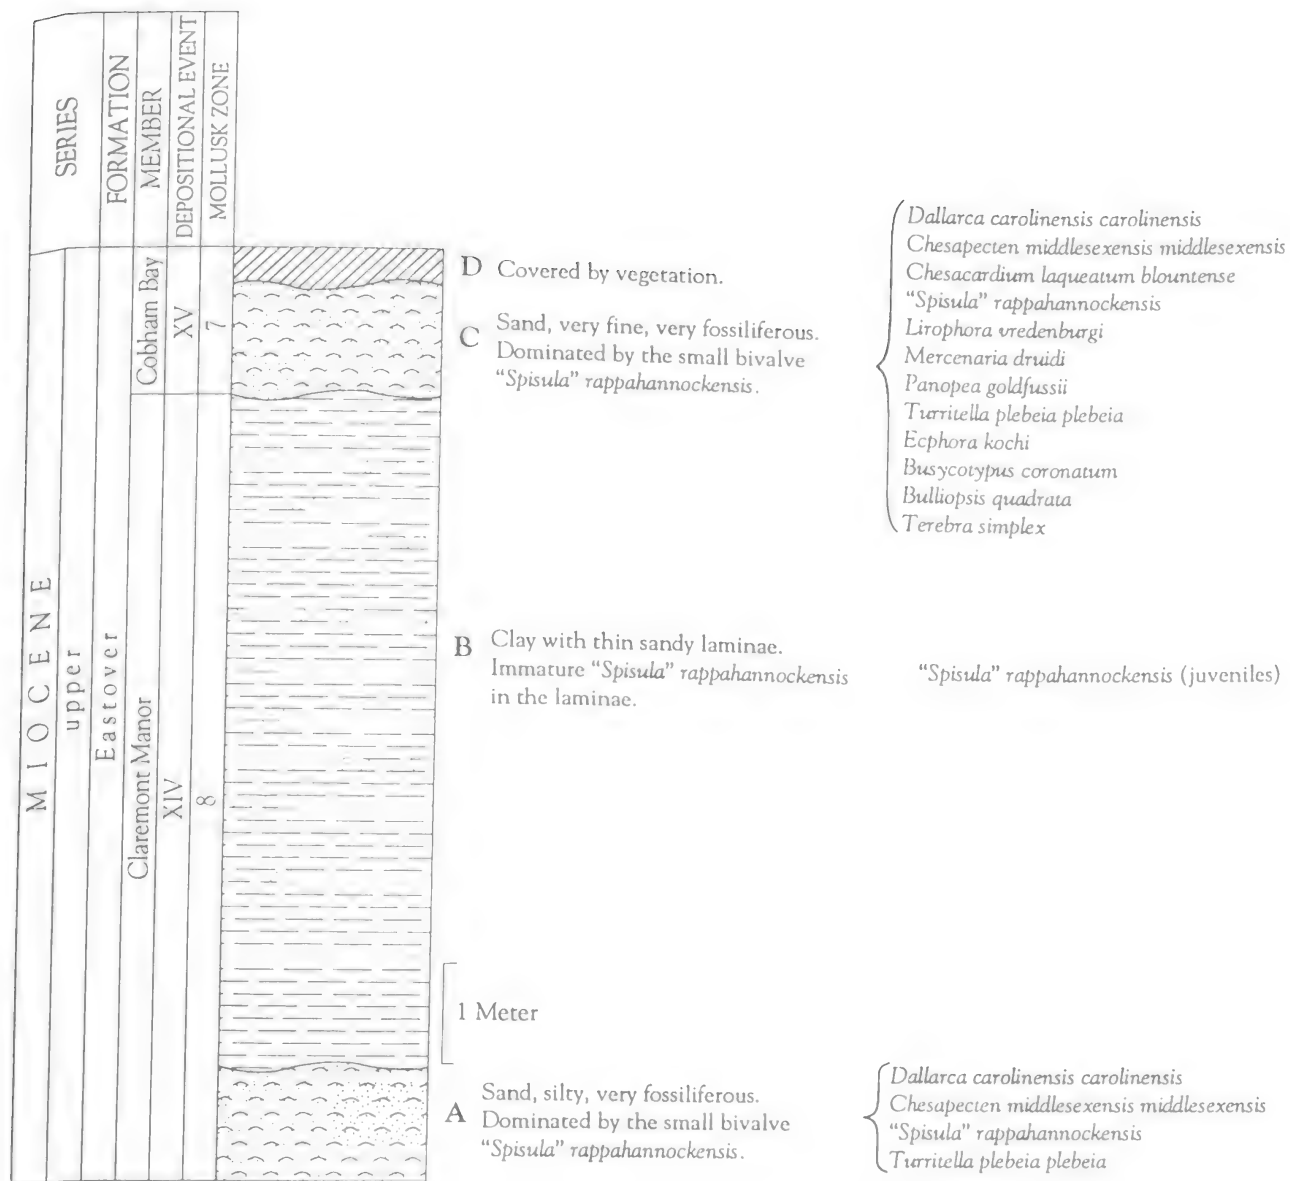 SERIES
FORMATION
MEMBER
DEPOSITIONAL EVENT
MOLLUSK ZONE
MIOCENE
upper
Eastover
Cobham Bay
XV
7
Claremont Manor
XIV
8
D Covered by vegetation.
C Sand, very fine, very fossiliferous.
Dominated by the small bivalve
“Spisula” rappahannockensis.
Dallarca carolinensis carolinensis
Chesapecten middlesexensis middlesexensis
Chesacardium laqueatum blountense
“Spisula” rappahannockensis
Lirophora vredenburgi
Mercenaria druidi
Panopea goldfussii
Turritella plebeia plebeia
Ecphora kochi
Busycotypus coronatum
Bulliopsis quadrata
Terebra simplex
B Clay with thin sandy laminae.
Immature “Spisula” rappahannockensis
in the laminae.
“Spisula” rappahannockensis (juveniles)
1 Meter
A Sand, silty, very fossiliferous.
Dominated by the small bivalve
“Spisula” rappahannockensis.
Dallarca carolinensis carolinensis
Chesapecten middlesexensis middlesexensis
“Spisula” rappahannockensis
Turritella plebeia plebeia